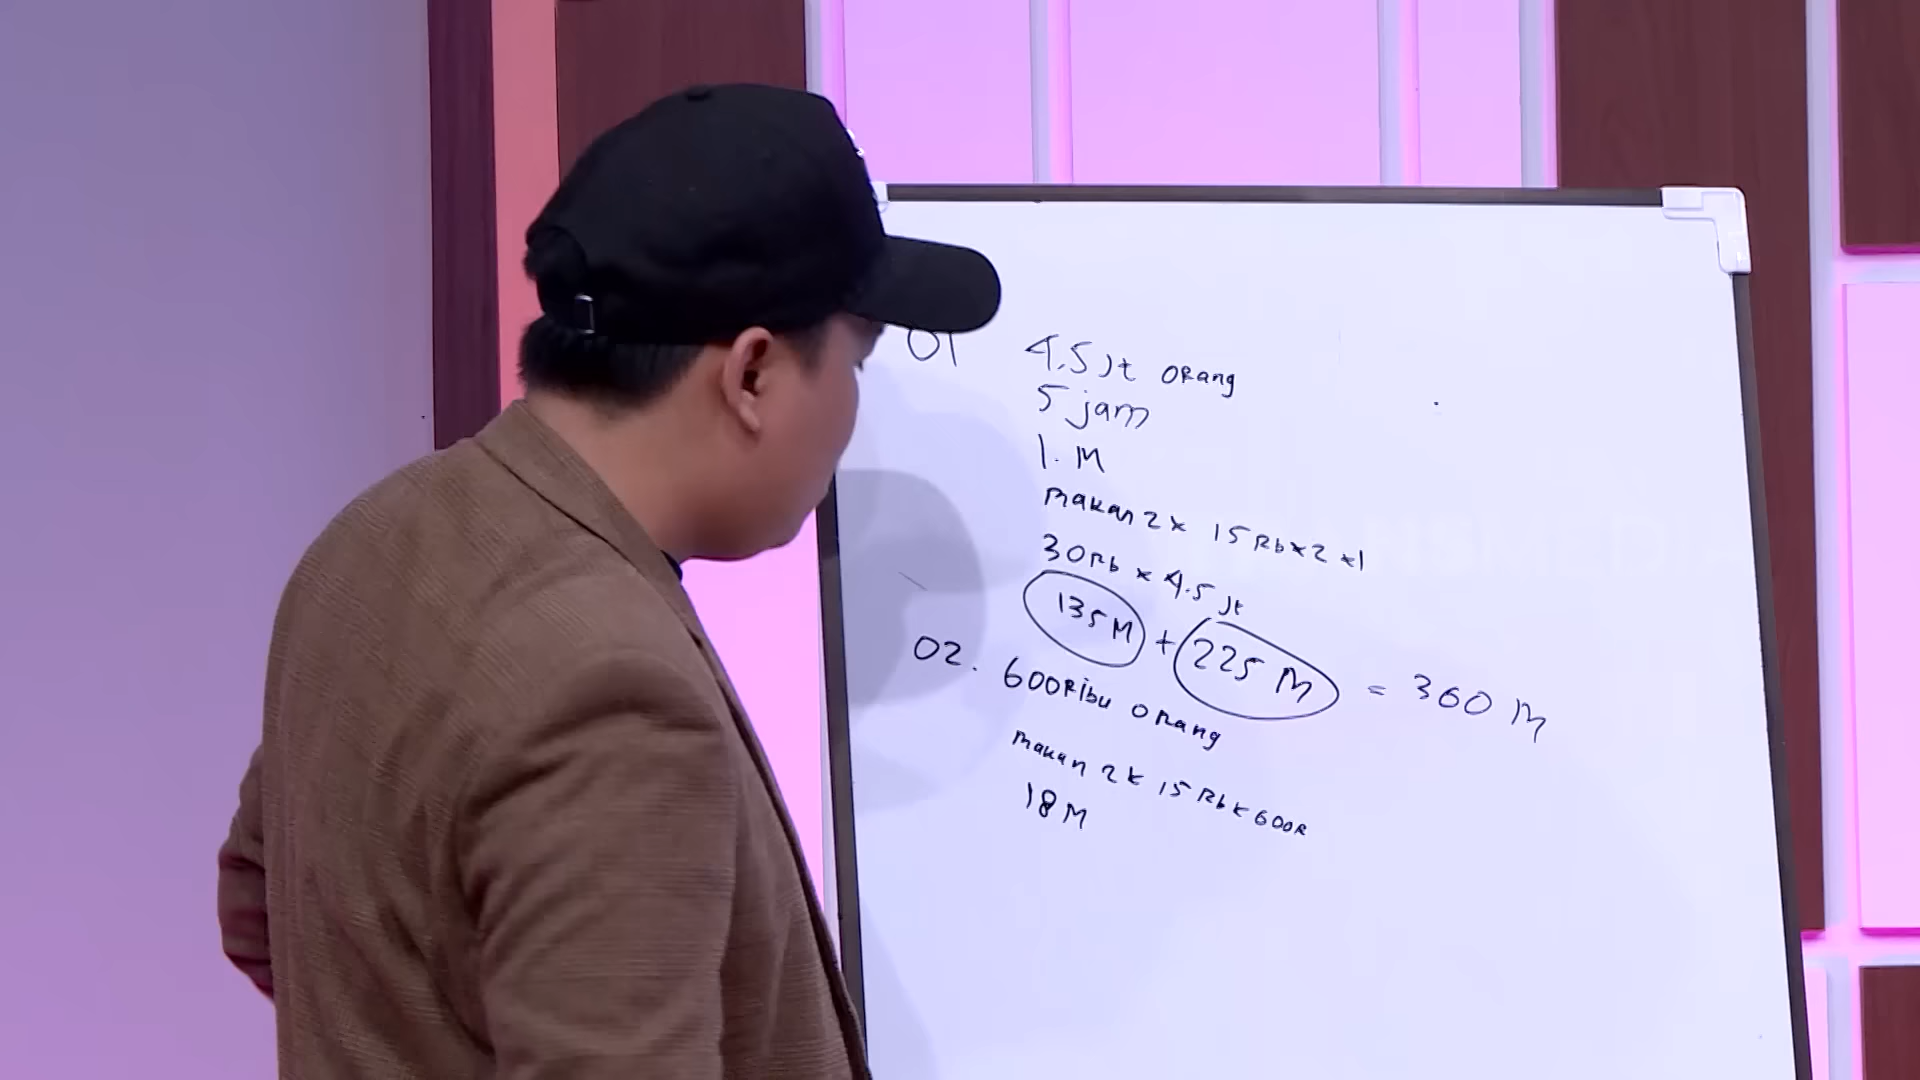 01 4.5 Jt orang
5 jam
1. M
makan 2x 15 Rb x 2 x 1
30 Rb x 4.5 Jt
135 M + 225 M = 360 M
02. 600 Ribu orang
makan 2x 15 Rb x 600 R
18 M